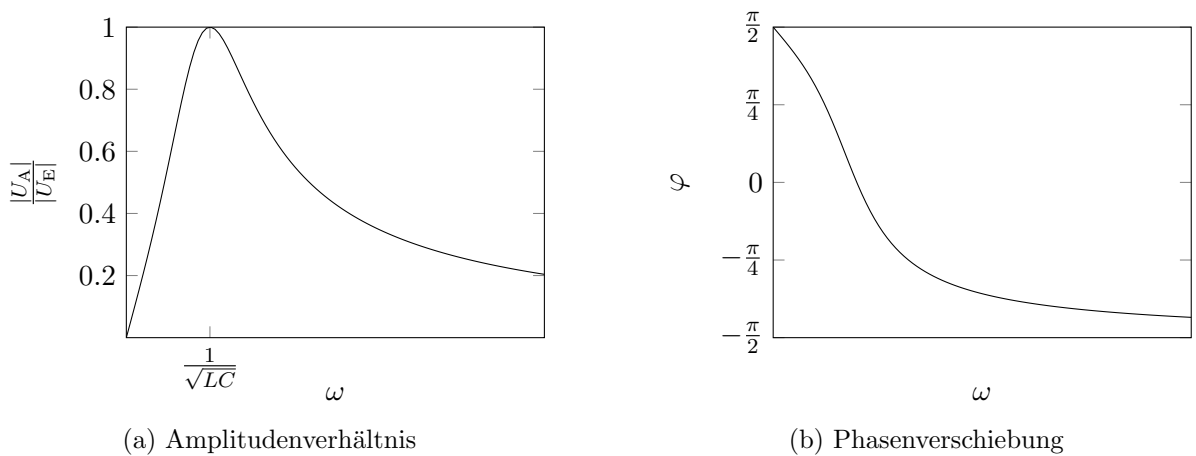 1
0.8
0.6
0.4
0.2
|U_A|
|U_E|
1
√LC
ω
(a) Amplitudenverhältnis
π
2
π
4
0
−π
4
−π
2
φ
ω
(b) Phasenverschiebung